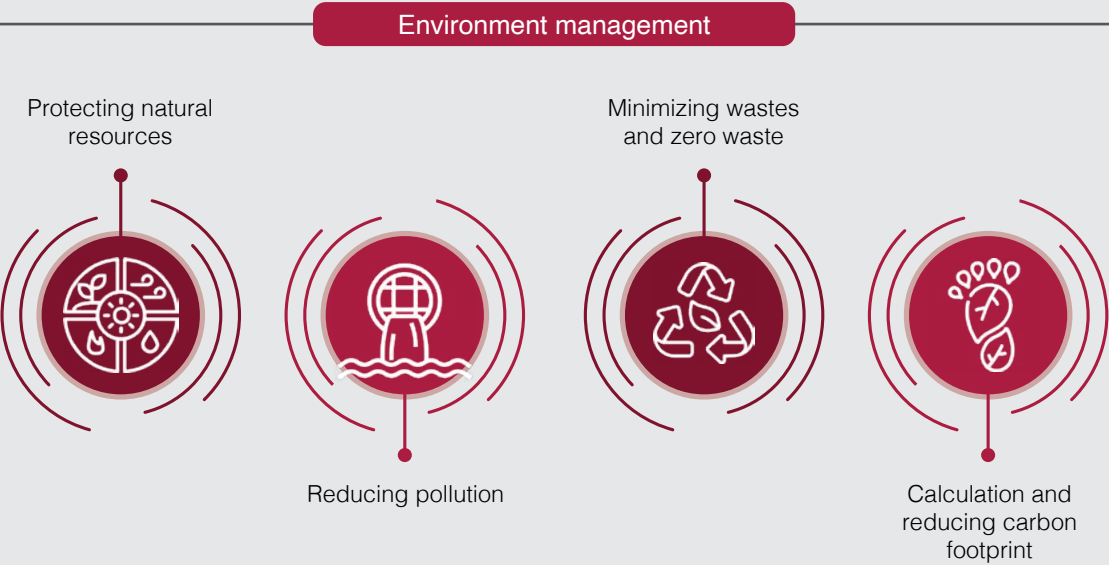 Environment management
Protecting natural
resources
Reducing pollution
Minimizing wastes
and zero waste
Calculation and
reducing carbon
footprint